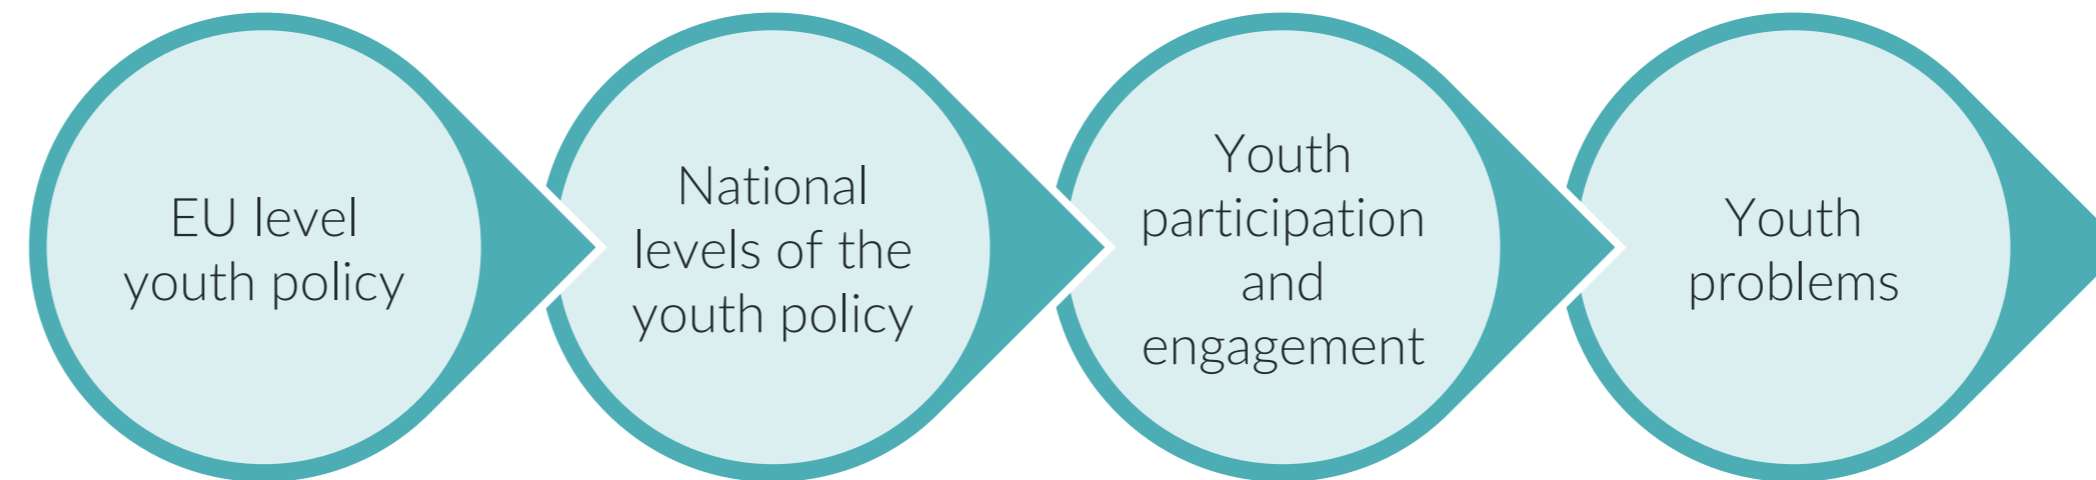 EU level
youth policy
National
levels of the
youth policy
Youth
participation
and
engagement
Youth
problems